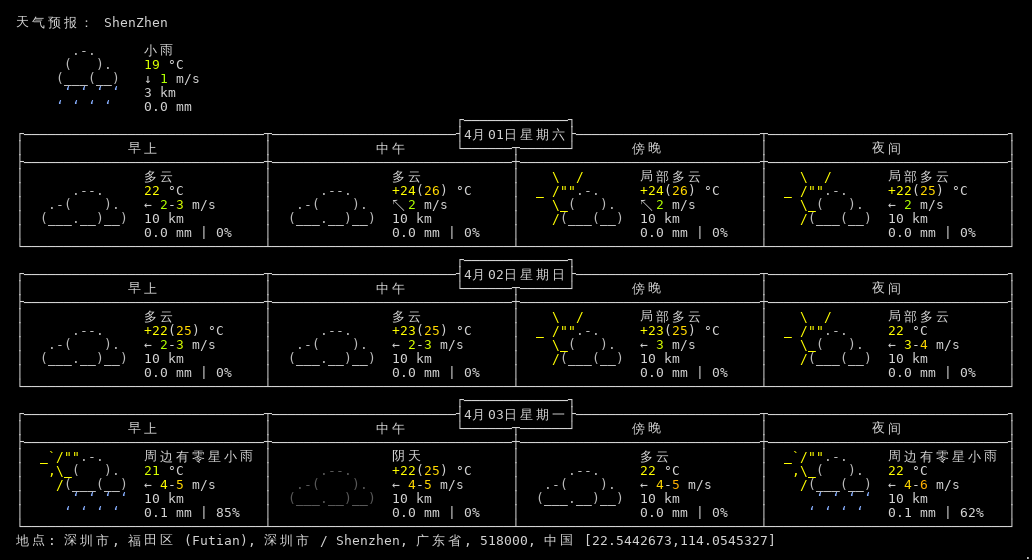 天气预报： ShenZhen
小雨
19 °C
↓ 1 m/s
3 km
0.0 mm
4月01日星期六
早上 中午 傍晚 夜间
多云 多云 局部多云 局部多云
22 °C +24(26) °C +24(26) °C +22(25) °C
← 2-3 m/s ↖ 2 m/s ↖ 2 m/s ← 2 m/s
10 km 10 km 10 km 10 km
0.0 mm | 0% 0.0 mm | 0% 0.0 mm | 0% 0.0 mm | 0%
4月02日星期日
早上 中午 傍晚 夜间
多云 多云 局部多云 局部多云
+22(25) °C +23(25) °C +23(25) °C 22 °C
← 2-3 m/s ← 2-3 m/s ← 3 m/s ← 3-4 m/s
10 km 10 km 10 km 10 km
0.0 mm | 0% 0.0 mm | 0% 0.0 mm | 0% 0.0 mm | 0%
4月03日星期一
早上 中午 傍晚 夜间
周边有零星小雨 阴天 多云 周边有零星小雨
21 °C +22(25) °C 22 °C 22 °C
← 4-5 m/s ← 4-5 m/s ← 4-5 m/s ← 4-6 m/s
10 km 10 km 10 km 10 km
0.1 mm | 85% 0.0 mm | 0% 0.0 mm | 0% 0.1 mm | 62%
地点: 深圳市, 福田区 (Futian), 深圳市 / Shenzhen, 广东省, 518000, 中国 [22.5442673,114.0545327]